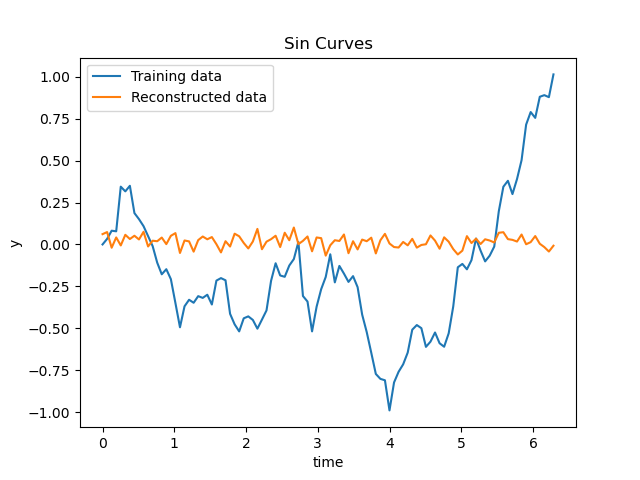 Sin Curves
Training data
Reconstructed data
1.00
0.75
0.50
0.25
0.00
−0.25
−0.50
−0.75
−1.00
y
0 1 2 3 4 5 6
time